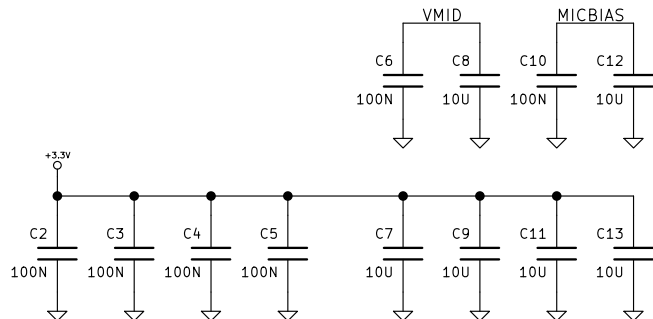 VMID MICBIAS
C6 C8 C10 C12
100N 10U 100N 10U
+3.3V
C2 C3 C4 C5 C7 C9 C11 C13
100N 100N 100N 100N 10U 10U 10U 10U